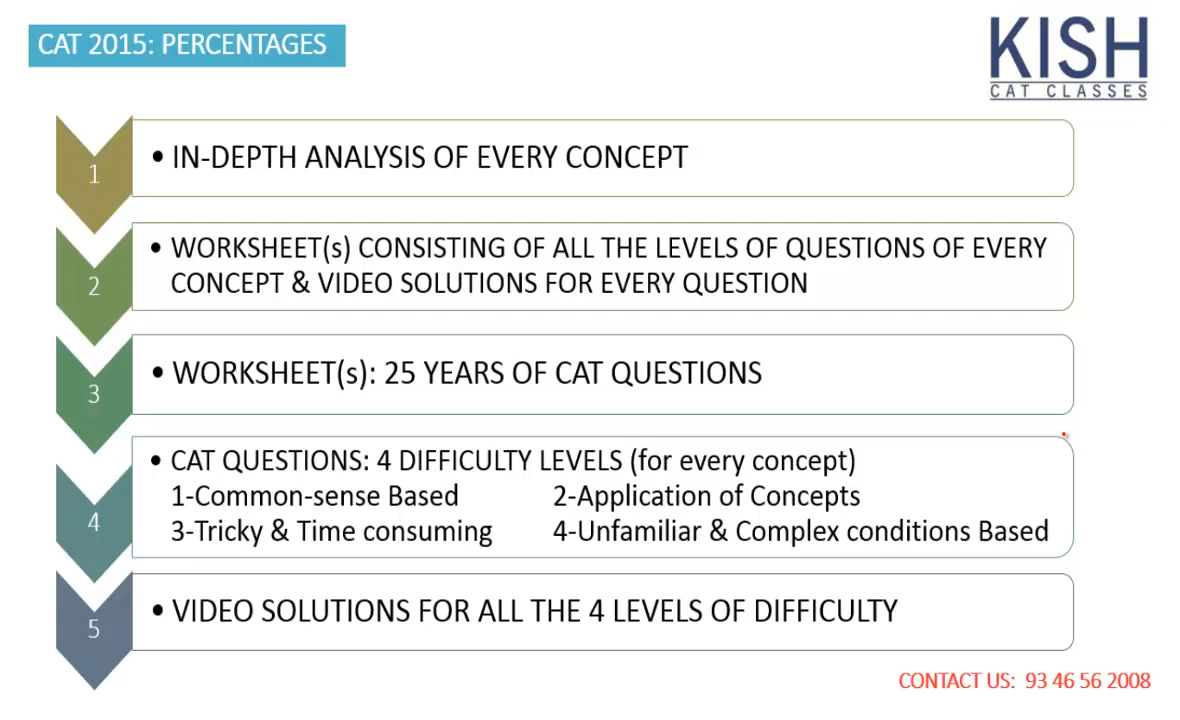 CAT 2015: PERCENTAGES
KISH
CAT CLASSES
1
• IN-DEPTH ANALYSIS OF EVERY CONCEPT
2
• WORKSHEET(s) CONSISTING OF ALL THE LEVELS OF QUESTIONS OF EVERY
CONCEPT & VIDEO SOLUTIONS FOR EVERY QUESTION
3
• WORKSHEET(s): 25 YEARS OF CAT QUESTIONS
4
• CAT QUESTIONS: 4 DIFFICULTY LEVELS (for every concept)
1-Common-sense Based 2-Application of Concepts
3-Tricky & Time consuming 4-Unfamiliar & Complex conditions Based
5
• VIDEO SOLUTIONS FOR ALL THE 4 LEVELS OF DIFFICULTY
CONTACT US: 93 46 56 2008